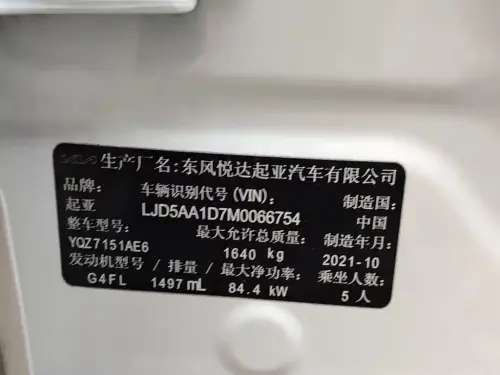 生产厂名:东风悦达起亚汽车有限公司
品牌: 车辆识别代号(VIN): 制造国:
起亚 LJD5AA1D7M0066754 中国
整车型号: 最大允许总质量: 制造年月:
YQZ7151AE6 1640 kg 2021-10
发动机型号/排量/最大净功率: 乘坐人数:
G4FL 1497 mL 84.4 kW 5人